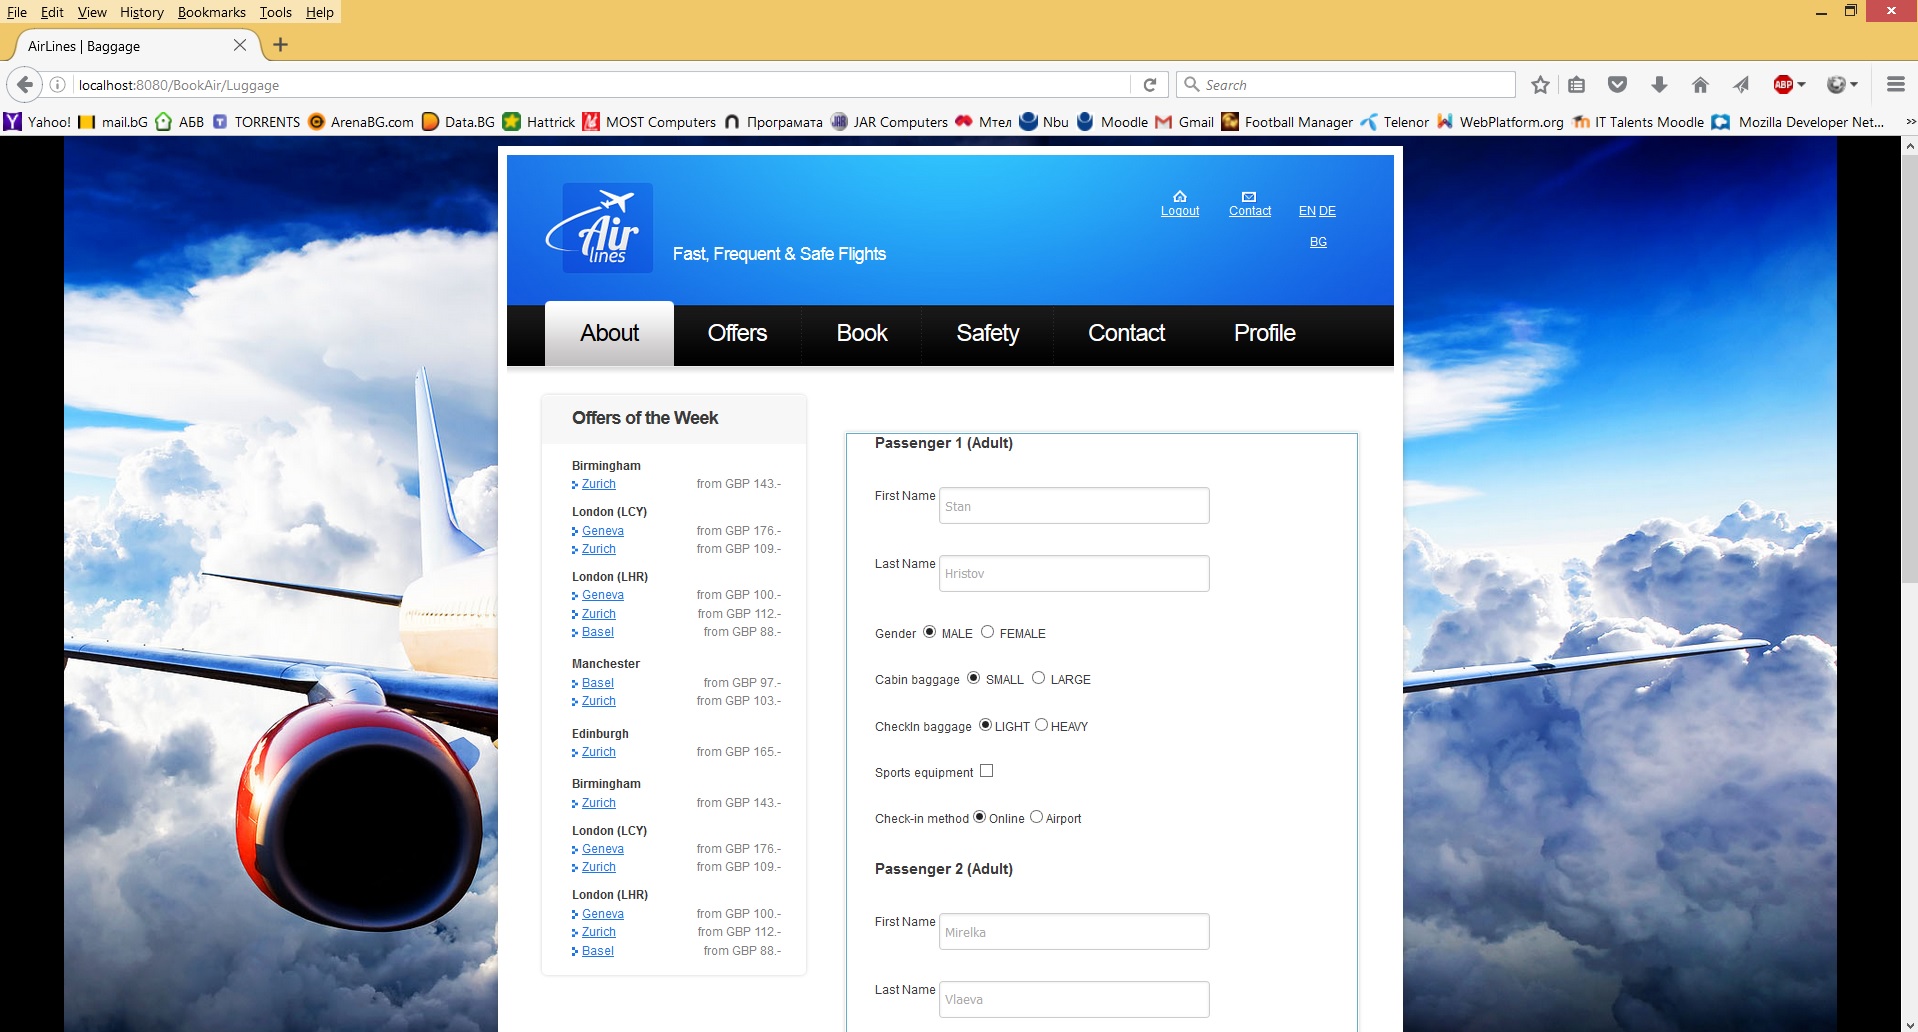 File Edit View History Bookmarks Tools Help
AirLines | Baggage
localhost:8080/BookAir/Luggage
Search
ABP
Yahoo! mail.bG АБВ TORRENTS ArenaBG.com Data.BG Hattrick MOST Computers Програмата JAR Computers Мтел Nbu Moodle Gmail Football Manager Telenor WebPlatform.org IT Talents Moodle Mozilla Developer Net...
Air
lines
Fast, Frequent & Safe Flights
Logout Contact EN DE
BG
About Offers Book Safety Contact Profile
Offers of the Week
Birmingham
Zurich from GBP 143.-
London (LCY)
Geneva from GBP 176.-
Zurich from GBP 109.-
London (LHR)
Geneva from GBP 100.-
Zurich from GBP 112.-
Basel from GBP 88.-
Manchester
Basel from GBP 97.-
Zurich from GBP 103.-
Edinburgh
Zurich from GBP 165.-
Birmingham
Zurich from GBP 143.-
London (LCY)
Geneva from GBP 176.-
Zurich from GBP 109.-
London (LHR)
Geneva from GBP 100.-
Zurich from GBP 112.-
Basel from GBP 88.-
Passenger 1 (Adult)
First Name Stan
Last Name Hristov
Gender MALE FEMALE
Cabin baggage SMALL LARGE
CheckIn baggage LIGHT HEAVY
Sports equipment
Check-in method Online Airport
Passenger 2 (Adult)
First Name Mirelka
Last Name Vlaeva